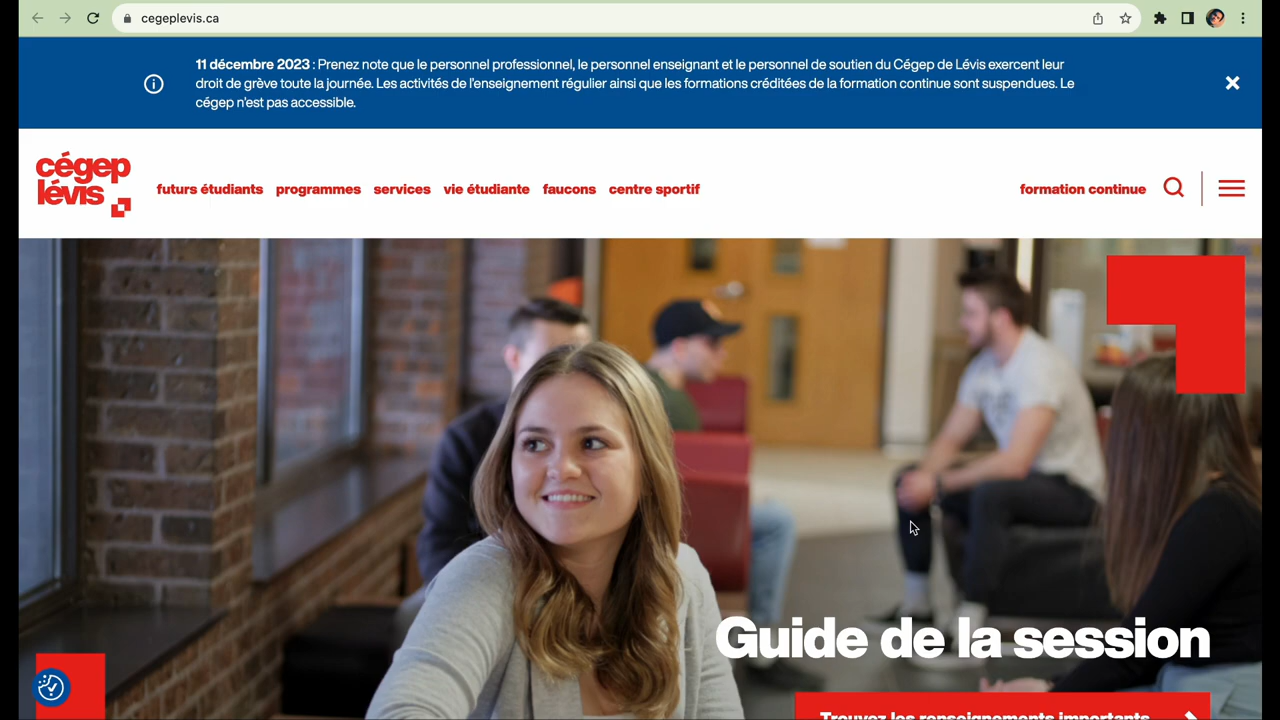 cegeplevis.ca
11 décembre 2023 : Prenez note que le personnel professionnel, le personnel enseignant et le personnel de soutien du Cégep de Lévis exercent leur
droit de grève toute la journée. Les activités de l'enseignement régulier ainsi que les formations créditées de la formation continue sont suspendues. Le
cégep n'est pas accessible.
cégep
lévis
futurs étudiants programmes services vie étudiante faucons centre sportif formation continue
Guide de la session
Trouvez les renseignements importants